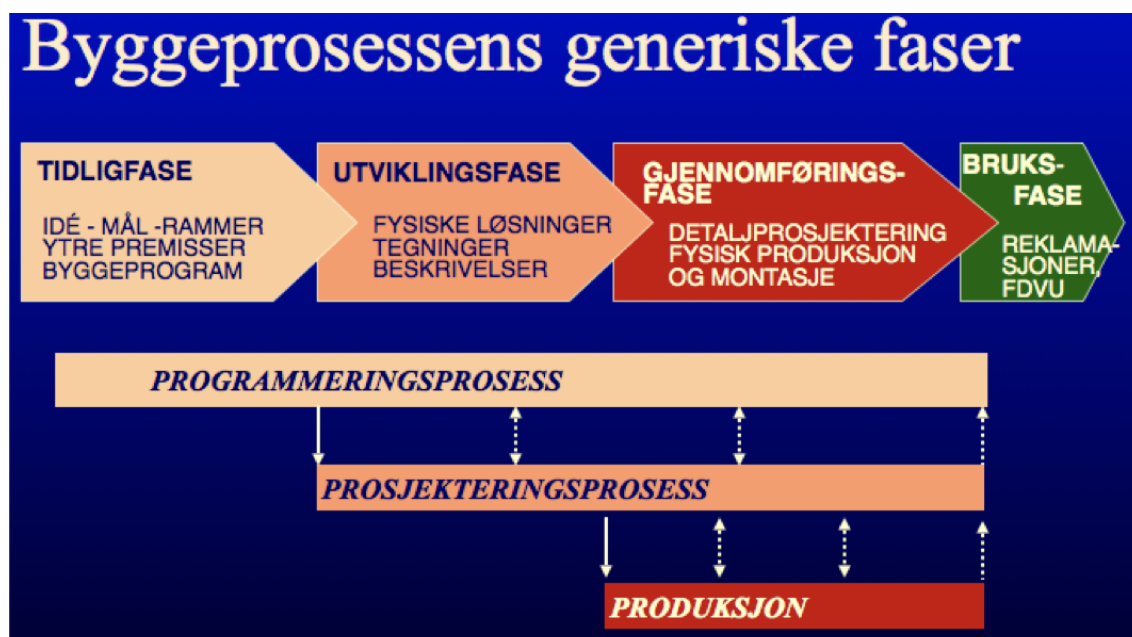 Byggeprosessens generiske faser
TIDLIGFASE
IDÉ - MÅL -RAMMER
YTRE PREMISSER
BYGGEPROGRAM
UTVIKLINGSFASE
FYSISKE LØSNINGER
TEGNINGER
BESKRIVELSER
GJENNOMFØRINGS-
FASE
DETALJPROSJEKTERING
FYSISK PRODUKSJON
OG MONTASJE
BRUKS-
FASE
REKLAMA-
SJONER,
FDVU
PROGRAMMERINGSPROSESS
PROSJEKTERINGSPROSESS
PRODUKSJON